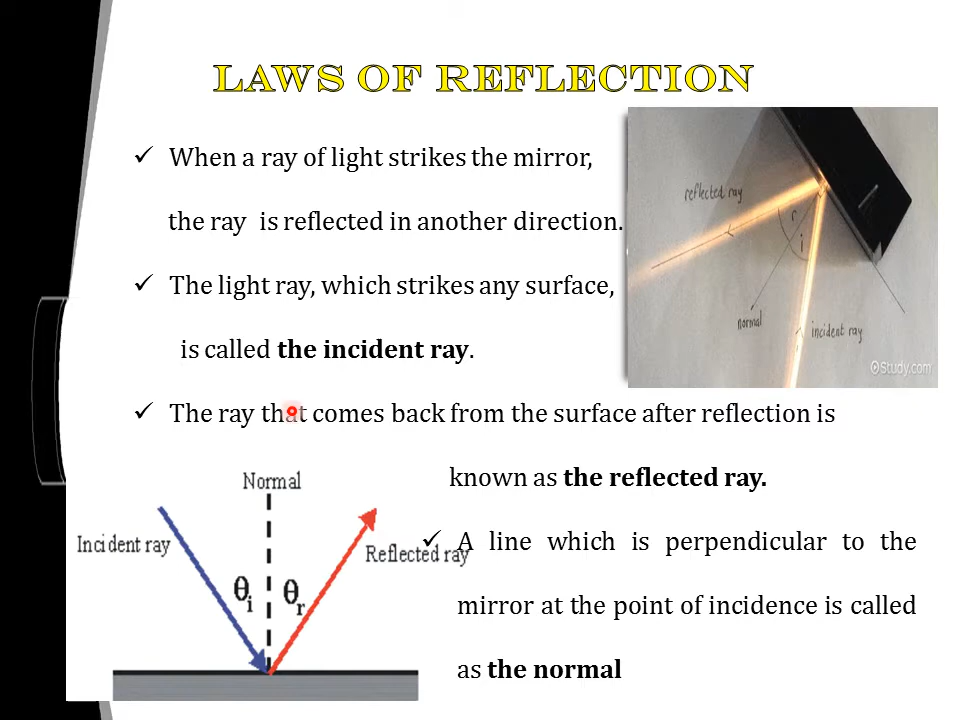 LAWS OF REFLECTION
✓ When a ray of light strikes the mirror,
the ray is reflected in another direction.
✓ The light ray, which strikes any surface,
is called the incident ray.
✓ The ray that comes back from the surface after reflection is
known as the reflected ray.
✓ A line which is perpendicular to the
mirror at the point of incidence is called
as the normal
reflected ray
r
i
normal
incident ray
Study.com
Normal
Incident ray
Reflected ray
θi
θr